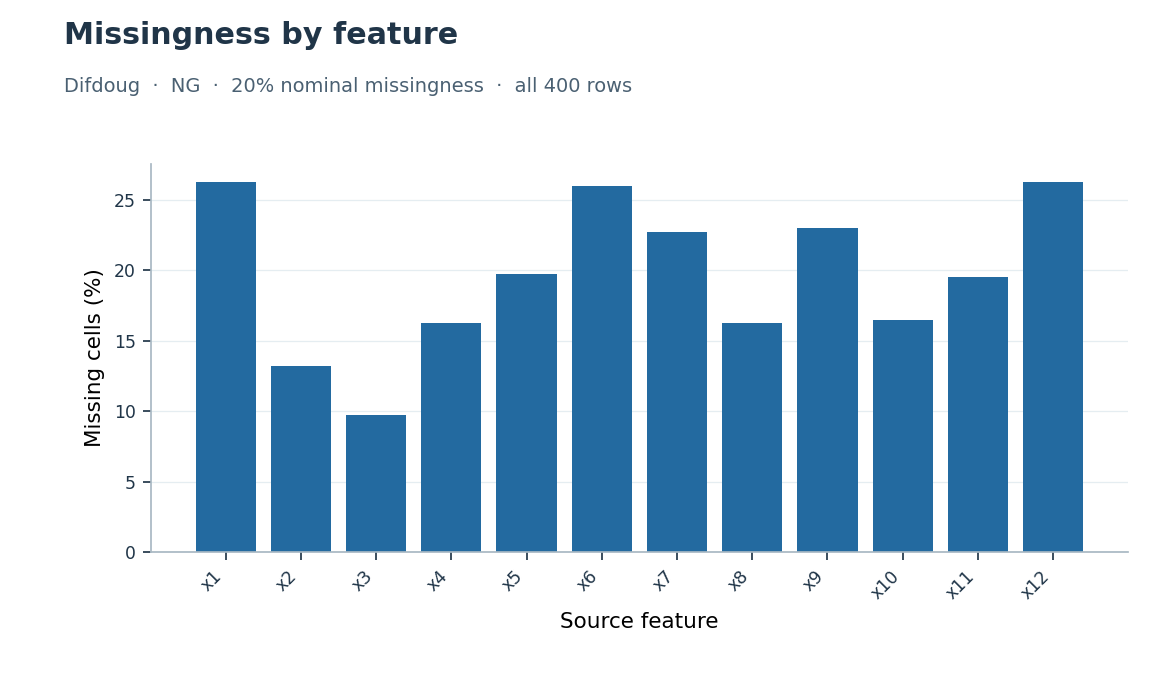 Missingness by feature
Difdoug · NG · 20% nominal missingness · all 400 rows
25
20
15
10
5
0
Missing cells (%)
x1 x2 x3 x4 x5 x6 x7 x8 x9 x10 x11 x12
Source feature